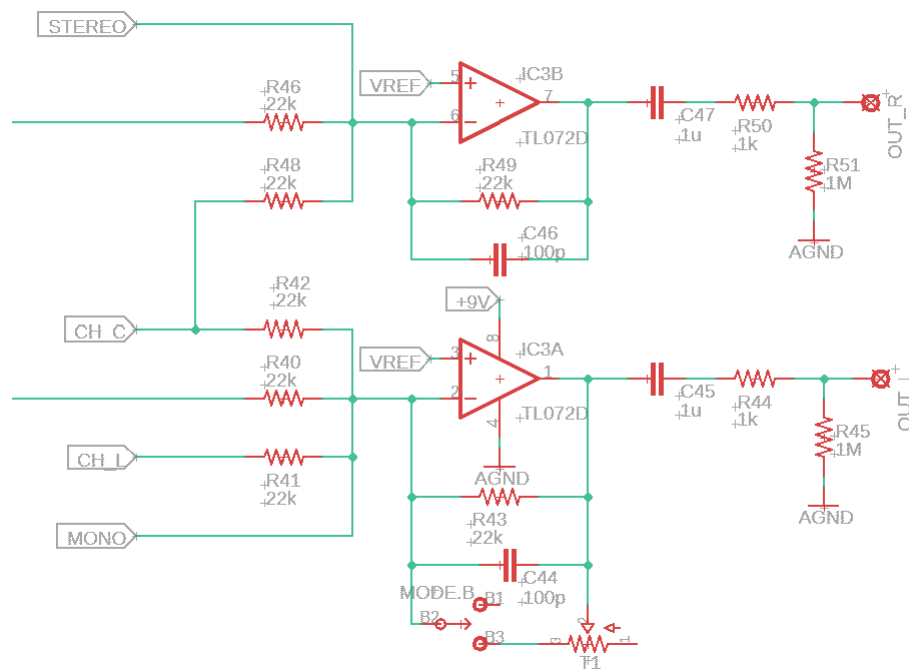 STEREO
R46
22k
VREF
5
6
7
IC3B
TL072D
C47
1u
R50
1k
OUT_R
R48
22k
R49
22k
R51
1M
C46
100p
AGND
R42
22k
+9V
CH_C
VREF
8
3
2
1
4
IC3A
TL072D
R40
22k
C45
1u
R44
1k
CH_L
R41
22k
AGND
R45
1M
R43
22k
AGND
MONO
C44
100p
MODE.B
B1
B2
B3
2
3
1
T1